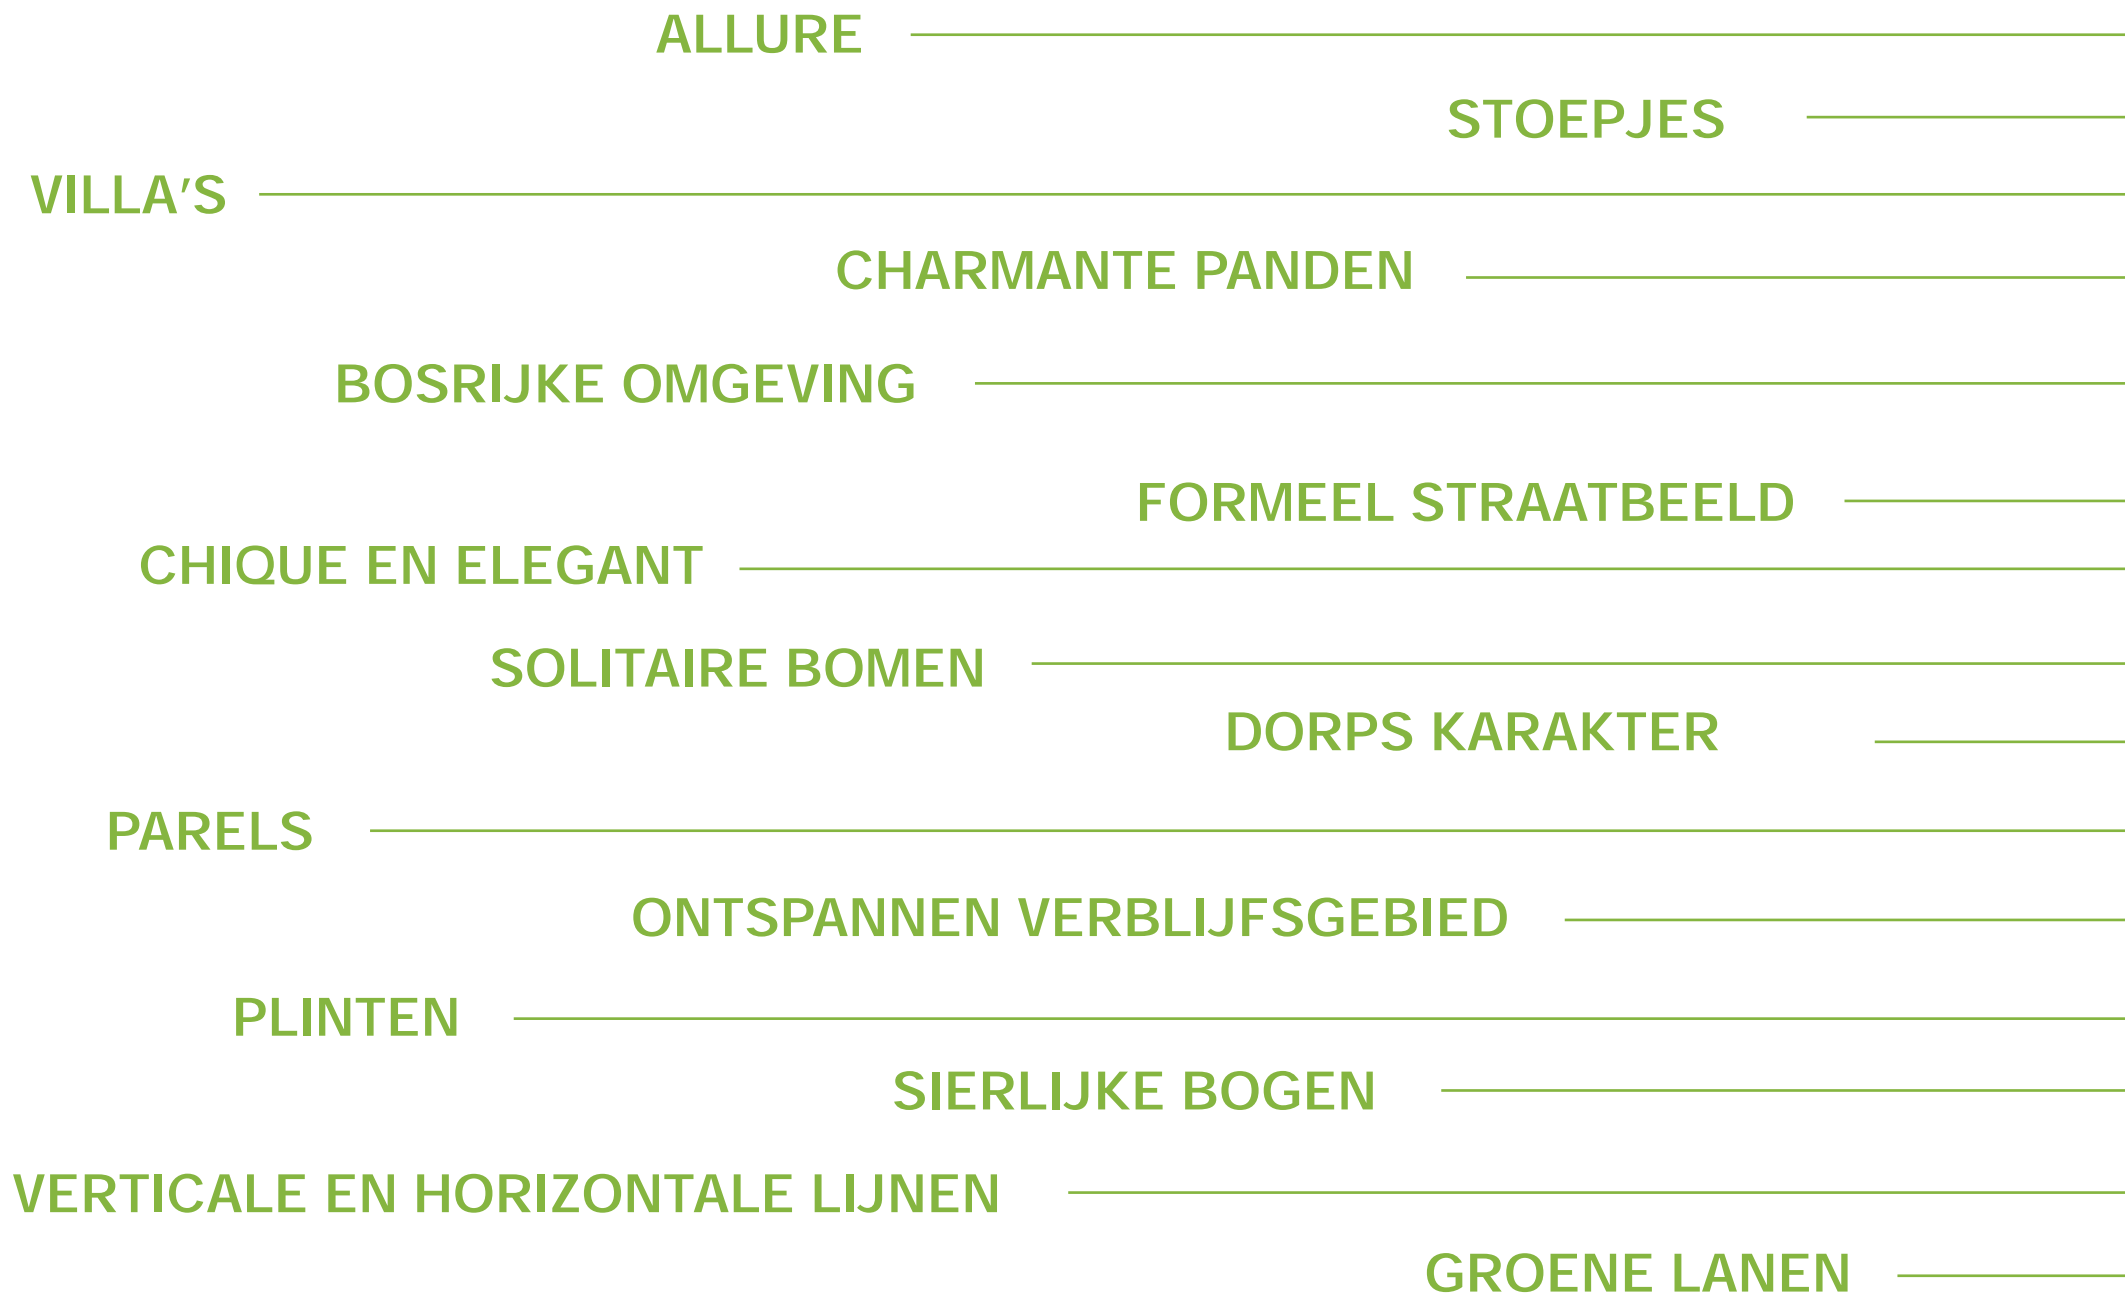 ALLURE
STOEPJES
VILLA'S
CHARMANTE PANDEN
BOSRIJKE OMGEVING
FORMEEL STRAATBEELD
CHIQUE EN ELEGANT
SOLITAIRE BOMEN
DORPS KARAKTER
PARELS
ONTSPANNEN VERBLIJFSGEBIED
PLINTEN
SIERLIJKE BOGEN
VERTICALE EN HORIZONTALE LIJNEN
GROENE LANEN